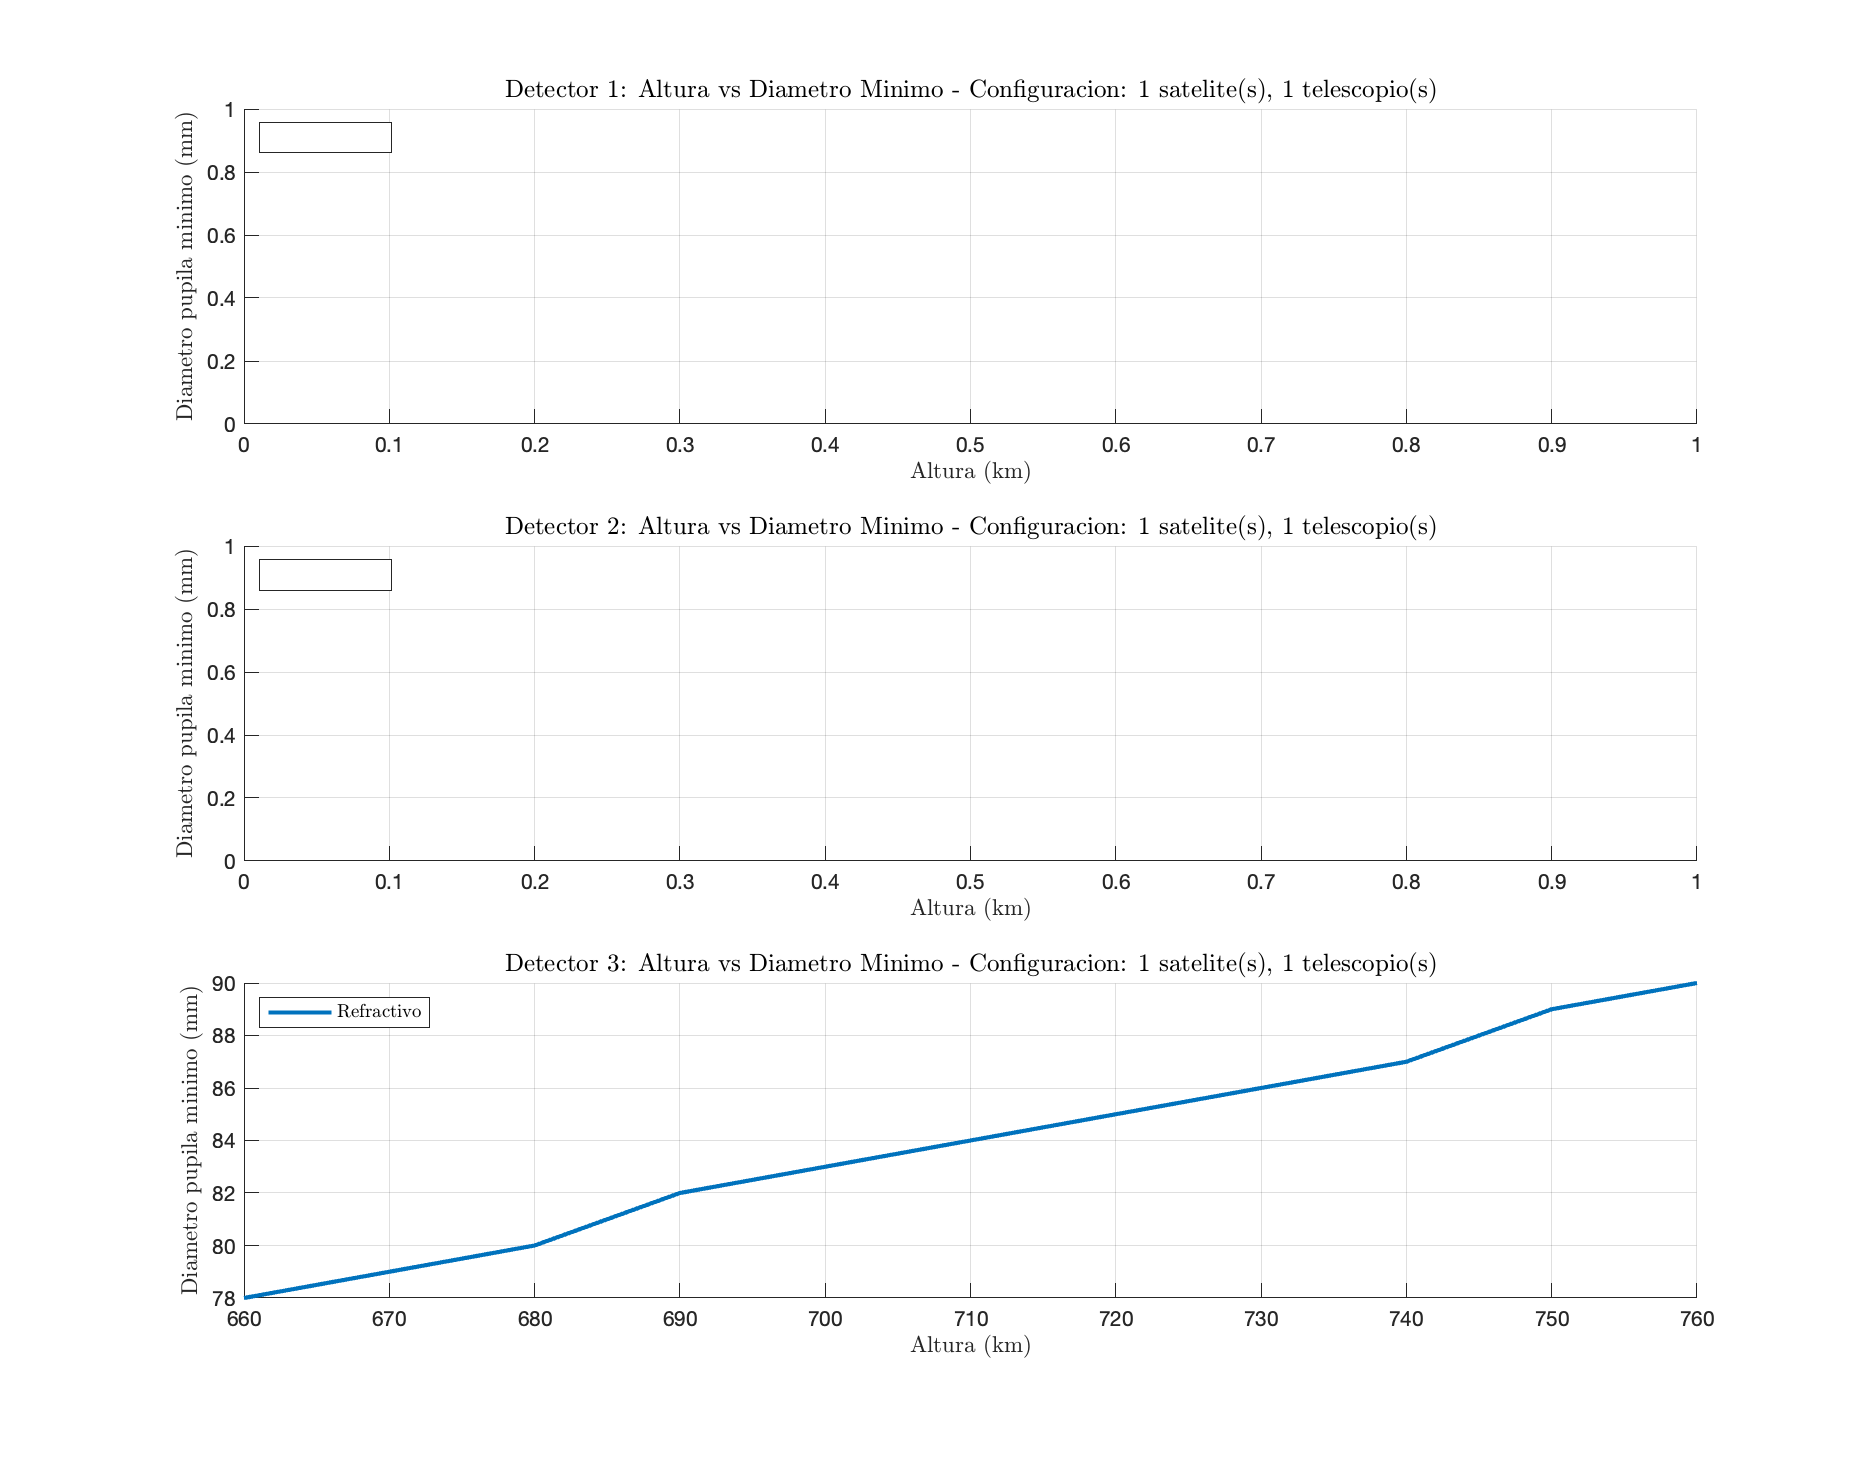 Detector 1: Altura vs Diametro Minimo - Configuracion: 1 satelite(s), 1 telescopio(s)
Diametro pupila minimo (mm)
1
0.8
0.6
0.4
0.2
0
0 0.1 0.2 0.3 0.4 0.5 0.6 0.7 0.8 0.9 1
Altura (km)
Detector 2: Altura vs Diametro Minimo - Configuracion: 1 satelite(s), 1 telescopio(s)
Diametro pupila minimo (mm)
1
0.8
0.6
0.4
0.2
0
0 0.1 0.2 0.3 0.4 0.5 0.6 0.7 0.8 0.9 1
Altura (km)
Detector 3: Altura vs Diametro Minimo - Configuracion: 1 satelite(s), 1 telescopio(s)
Diametro pupila minimo (mm)
90
Refractivo
88
86
84
82
80
78
660 670 680 690 700 710 720 730 740 750 760
Altura (km)